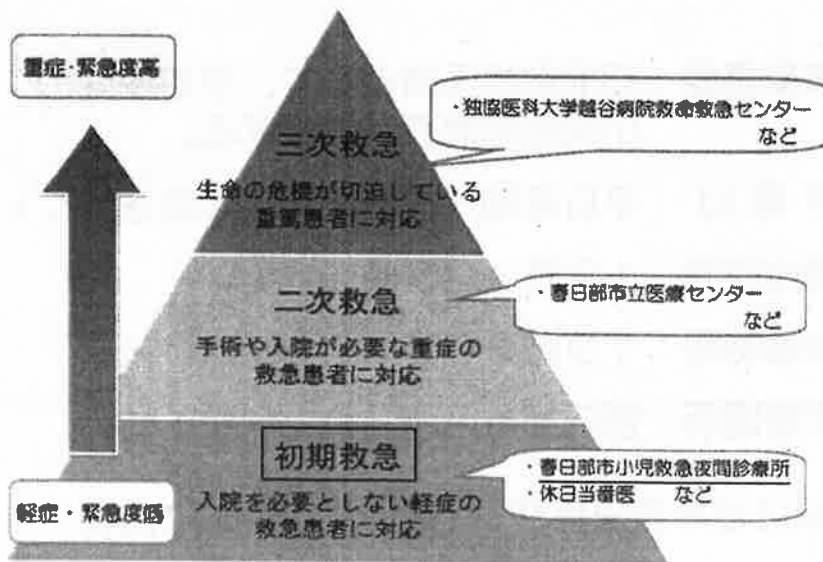 重症・緊急度高
・独協医科大学越谷病院救命救急センター
など
三次救急
生命の危機が切迫している
重篤患者に対応
二次救急
・春日部市立医療センター
など
手術や入院が必要な重症の
救急患者に対応
初期救急
・春日部市小児救急夜間診療所
・休日当番医 など
入院を必要としない軽症の
救急患者に対応
軽症・緊急度低